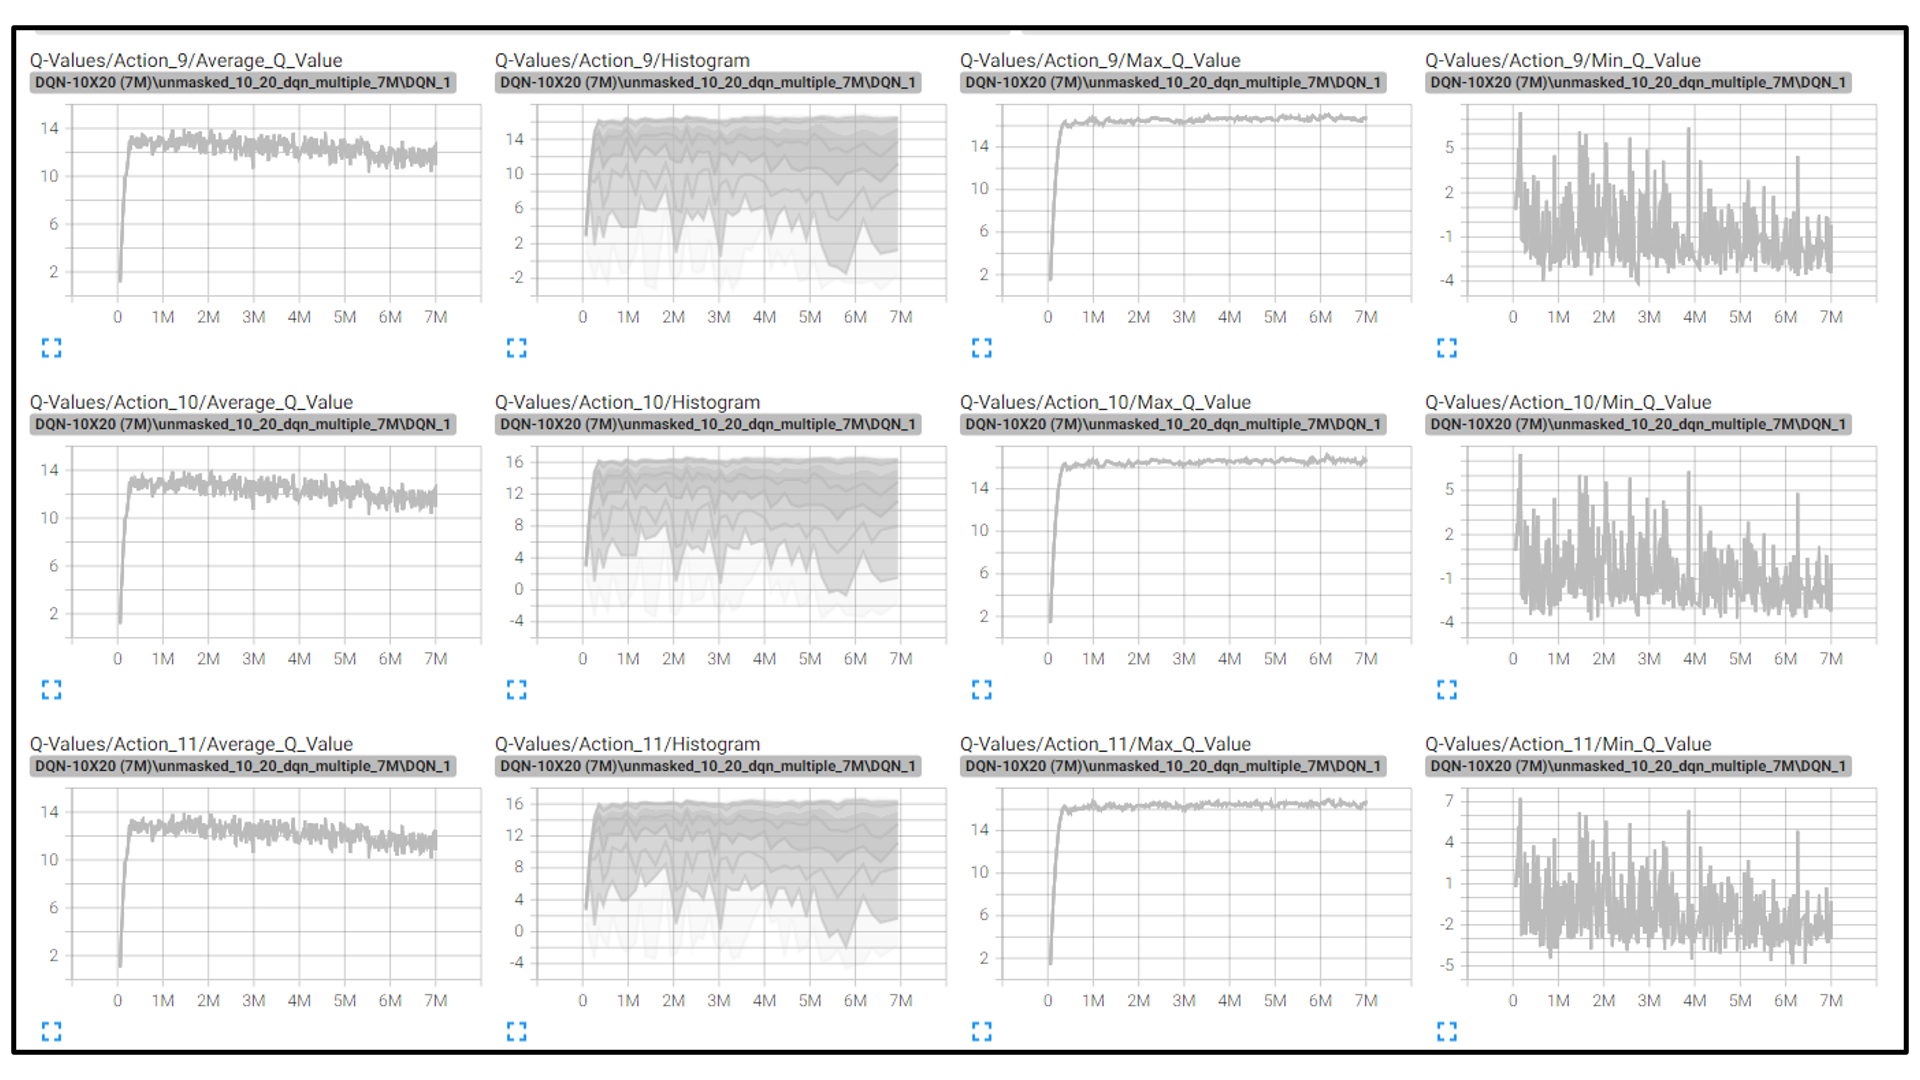 Q-Values/Action_9/Average_Q_Value
DQN-10X20 (7M)\unmasked_10_20_dqn_multiple_7M\DQN_1
14
10
6
2
0 1M 2M 3M 4M 5M 6M 7M
Q-Values/Action_9/Histogram
DQN-10X20 (7M)\unmasked_10_20_dqn_multiple_7M\DQN_1
14
10
6
2
-2
0 1M 2M 3M 4M 5M 6M 7M
Q-Values/Action_9/Max_Q_Value
DQN-10X20 (7M)\unmasked_10_20_dqn_multiple_7M\DQN_1
14
10
6
2
0 1M 2M 3M 4M 5M 6M 7M
Q-Values/Action_9/Min_Q_Value
DQN-10X20 (7M)\unmasked_10_20_dqn_multiple_7M\DQN_1
5
2
-1
-4
0 1M 2M 3M 4M 5M 6M 7M
Q-Values/Action_10/Average_Q_Value
DQN-10X20 (7M)\unmasked_10_20_dqn_multiple_7M\DQN_1
14
10
6
2
0 1M 2M 3M 4M 5M 6M 7M
Q-Values/Action_10/Histogram
DQN-10X20 (7M)\unmasked_10_20_dqn_multiple_7M\DQN_1
16
12
8
4
0
-4
0 1M 2M 3M 4M 5M 6M 7M
Q-Values/Action_10/Max_Q_Value
DQN-10X20 (7M)\unmasked_10_20_dqn_multiple_7M\DQN_1
14
10
6
2
0 1M 2M 3M 4M 5M 6M 7M
Q-Values/Action_10/Min_Q_Value
DQN-10X20 (7M)\unmasked_10_20_dqn_multiple_7M\DQN_1
5
2
-1
-4
0 1M 2M 3M 4M 5M 6M 7M
Q-Values/Action_11/Average_Q_Value
DQN-10X20 (7M)\unmasked_10_20_dqn_multiple_7M\DQN_1
14
10
6
2
0 1M 2M 3M 4M 5M 6M 7M
Q-Values/Action_11/Histogram
DQN-10X20 (7M)\unmasked_10_20_dqn_multiple_7M\DQN_1
16
12
8
4
0
-4
0 1M 2M 3M 4M 5M 6M 7M
Q-Values/Action_11/Max_Q_Value
DQN-10X20 (7M)\unmasked_10_20_dqn_multiple_7M\DQN_1
14
10
6
2
0 1M 2M 3M 4M 5M 6M 7M
Q-Values/Action_11/Min_Q_Value
DQN-10X20 (7M)\unmasked_10_20_dqn_multiple_7M\DQN_1
7
4
1
-2
-5
0 1M 2M 3M 4M 5M 6M 7M